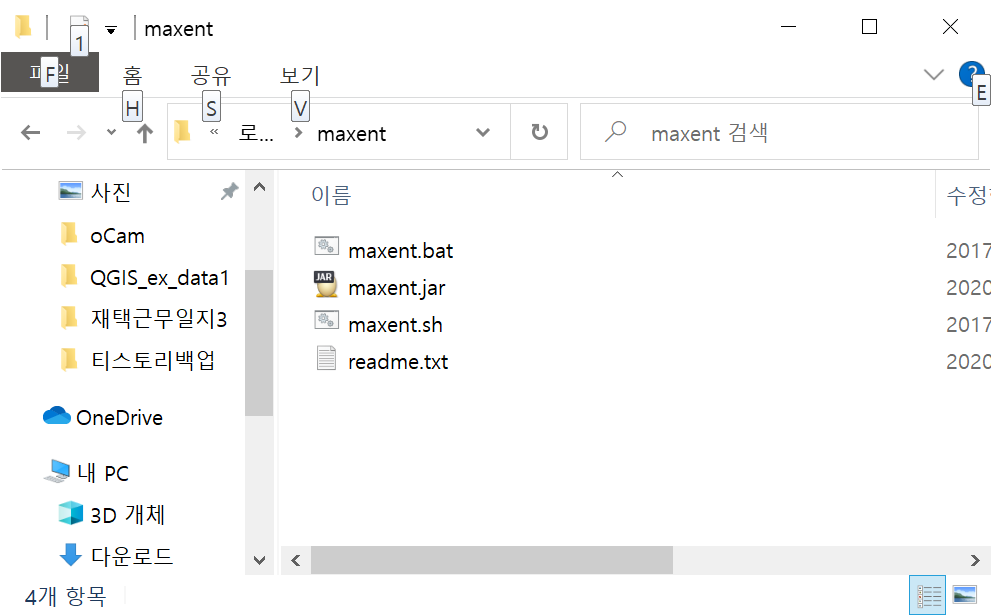 1
maxent
파일
F
홈
공유
보기
?
E
H
S
V
« 로... > maxent
maxent 검색
사진
oCam
QGIS_ex_data1
재택근무일지3
티스토리백업
OneDrive
내 PC
3D 개체
다운로드
이름
수정
maxent.bat 2017
JAR
maxent.jar 2020
maxent.sh 2017
readme.txt 2020
4개 항목